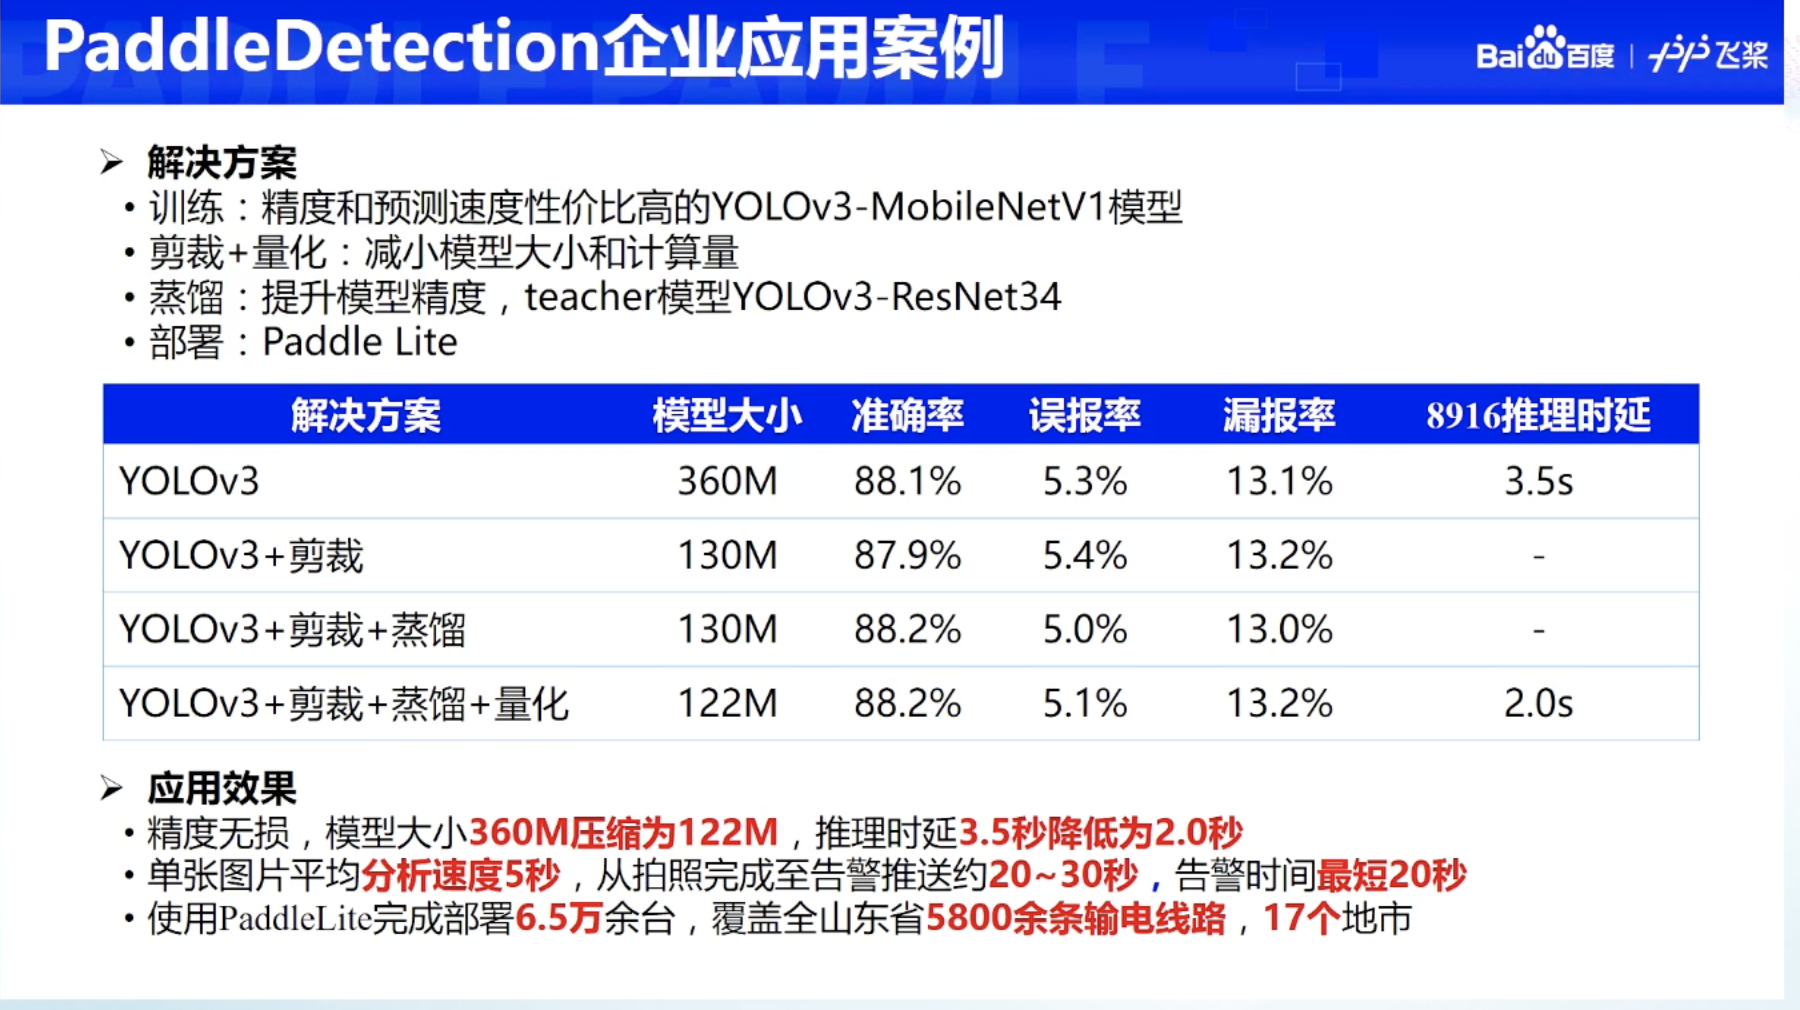 PaddleDetection企业应用案例
Bai du 百度 | 飞桨
解决方案
训练：精度和预测速度性价比高的YOLOv3-MobileNetV1模型
剪裁+量化：减小模型大小和计算量
蒸馏：提升模型精度，teacher模型YOLOv3-ResNet34
部署：Paddle Lite
解决方案 模型大小 准确率 误报率 漏报率 8916推理时延
YOLOv3 360M 88.1% 5.3% 13.1% 3.5s
YOLOv3+剪裁 130M 87.9% 5.4% 13.2% -
YOLOv3+剪裁+蒸馏 130M 88.2% 5.0% 13.0% -
YOLOv3+剪裁+蒸馏+量化 122M 88.2% 5.1% 13.2% 2.0s
应用效果
精度无损，模型大小360M压缩为122M，推理时延3.5秒降低为2.0秒
单张图片平均分析速度5秒，从拍照完成至告警推送约20~30秒，告警时间最短20秒
使用PaddleLite完成部署6.5万余台，覆盖全山东省5800余条输电线路，17个地市